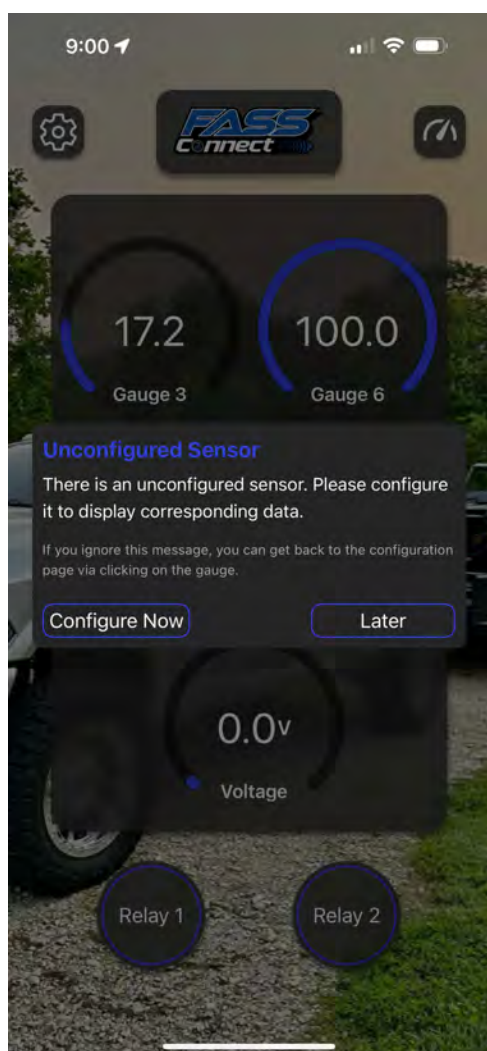 9:00
FASS
Connect
17.2
100.0
Gauge 3
Gauge 6
Unconfigured Sensor
There is an unconfigured sensor. Please configure
it to display corresponding data.
If you ignore this message, you can get back to the configuration
page via clicking on the gauge.
Configure Now
Later
0.0v
Voltage
Relay 1
Relay 2